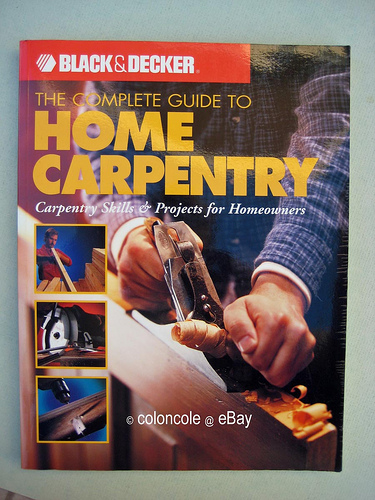 BLACK & DECKER®
THE COMPLETE GUIDE TO
HOME
CARPENTRY
Carpentry Skills & Projects for Homeowners
© coloncole @ eBay